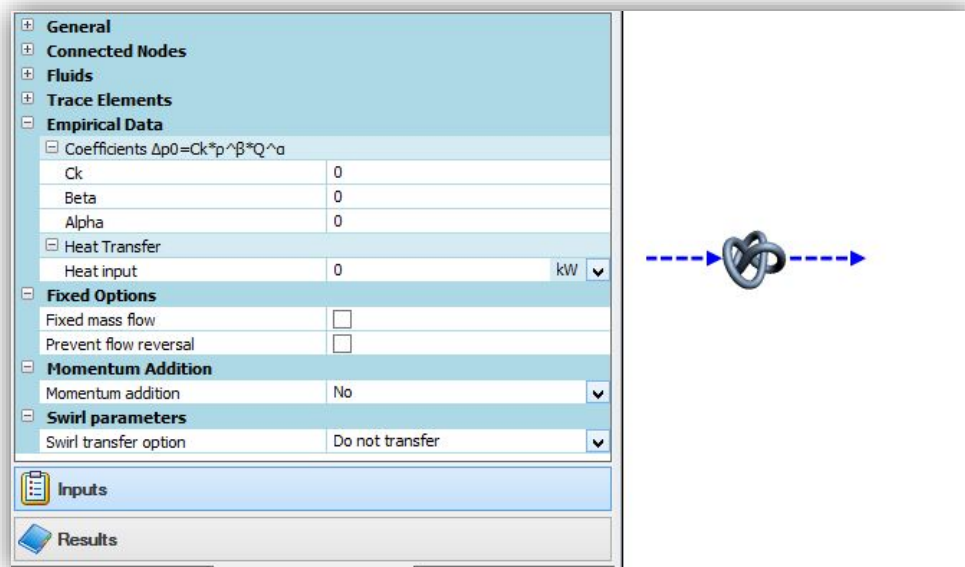 General
Connected Nodes
Fluids
Trace Elements
Empirical Data
Coefficients Δp0=Ck*p^β*Q^α
Ck 0
Beta 0
Alpha 0
Heat Transfer
Heat input 0 kW
Fixed Options
Fixed mass flow
Prevent flow reversal
Momentum Addition
Momentum addition No
Swirl parameters
Swirl transfer option Do not transfer
Inputs
Results